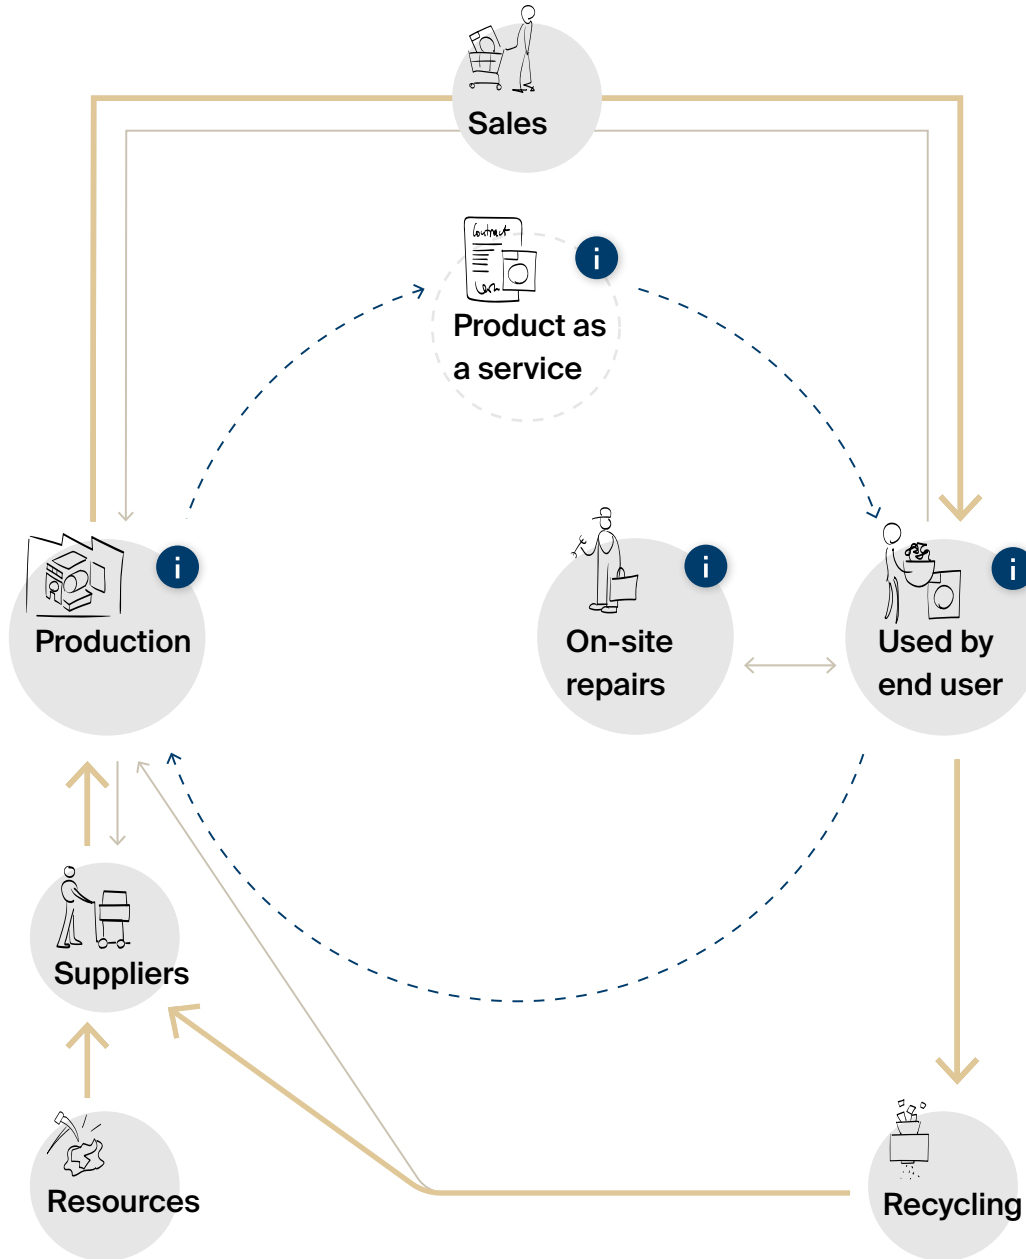 Sales
Contract
i
Product as
a service
i
Production
i
On-site
repairs
i
Used by
end user
Suppliers
Resources
Recycling